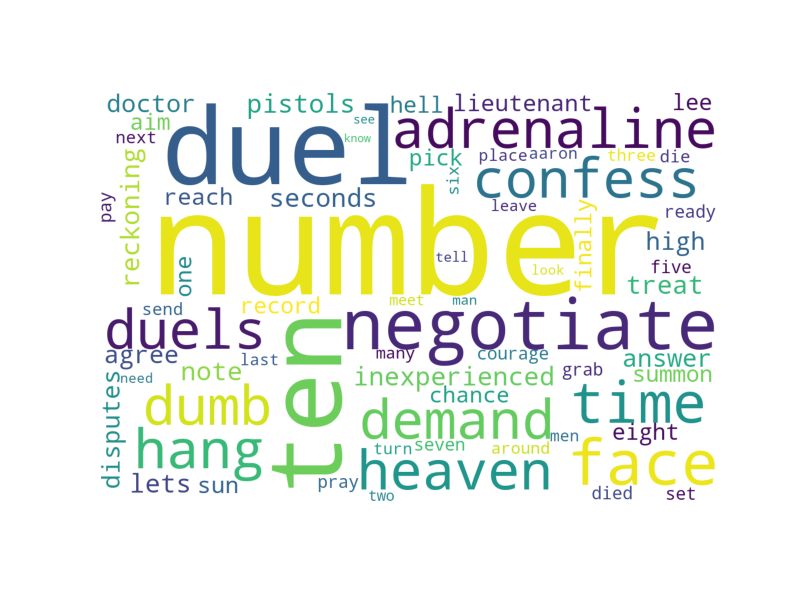 doctor
pistols
hell
lieutenant
lee
aim
see
duel
adrenaline
next
know
pick
place
aaron
three
die
reckoning
confess
reach
seconds
six
pay
leave
ready
number
finally
high
one
tell
look
five
treat
send
record
meet
man
duels
negotiate
agree
last
many
courage
answer
note
need
inexperienced
grab
summon
disputes
dumb
ten
chance
time
demand
hang
men
eight
turn
seven
around
face
lets
sun
pray
heaven
two
died
set